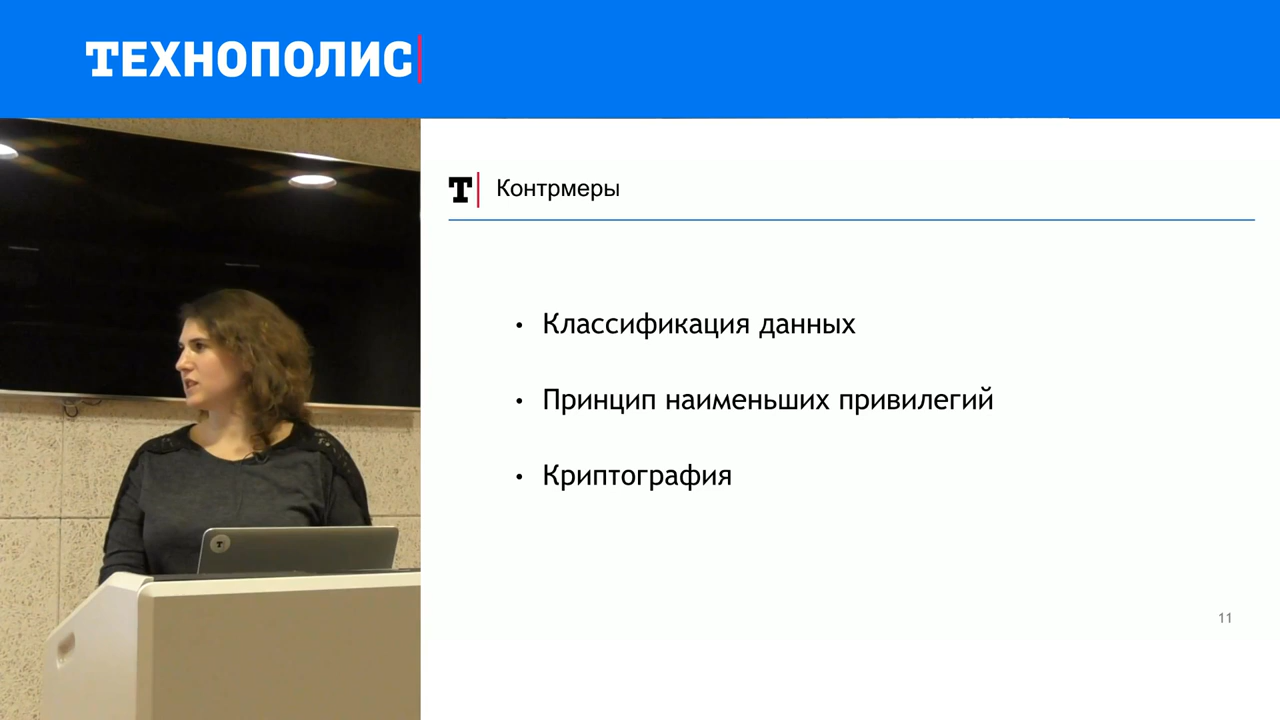 ТЕХНОПОЛИС
Т Контрмеры
• Классификация данных
• Принцип наименьших привилегий
• Криптография
Т
11